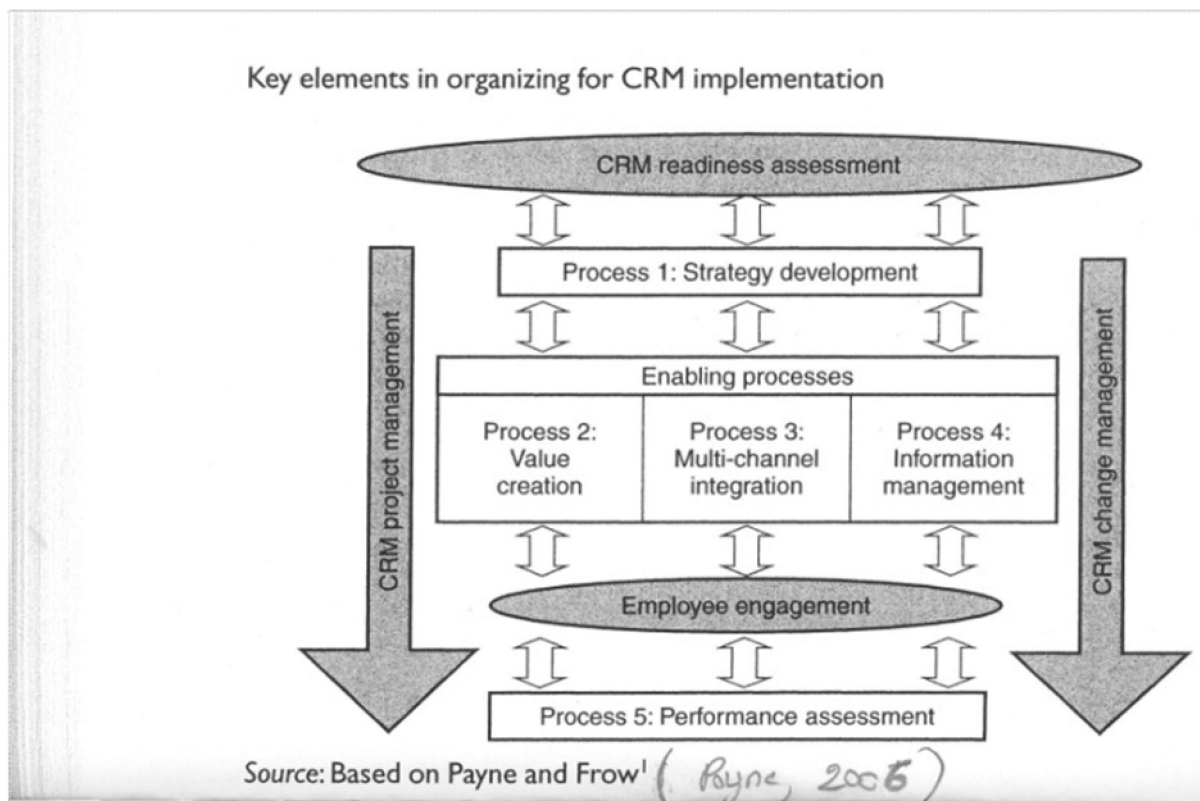 Key elements in organizing for CRM implementation
CRM readiness assessment
Process 1: Strategy development
CRM project management
CRM change management
Enabling processes
Process 2:
Value
creation
Process 3:
Multi-channel
integration
Process 4:
Information
management
Employee engagement
Process 5: Performance assessment
Source: Based on Payne and Frow¹ (Payne, 2006)